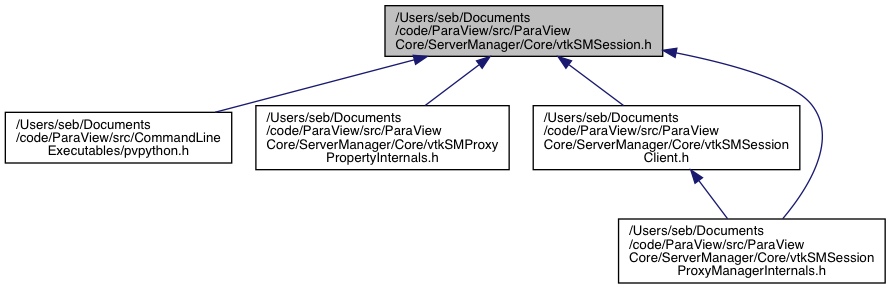 /Users/seb/Documents
/code/ParaView/src/ParaView
Core/ServerManager/Core/vtkSMSession.h
/Users/seb/Documents
/code/ParaView/src/CommandLine
Executables/pvpython.h
/Users/seb/Documents
/code/ParaView/src/ParaView
Core/ServerManager/Core/vtkSMProxy
PropertyInternals.h
/Users/seb/Documents
/code/ParaView/src/ParaView
Core/ServerManager/Core/vtkSMSession
Client.h
/Users/seb/Documents
/code/ParaView/src/ParaView
Core/ServerManager/Core/vtkSMSession
ProxyManagerInternals.h